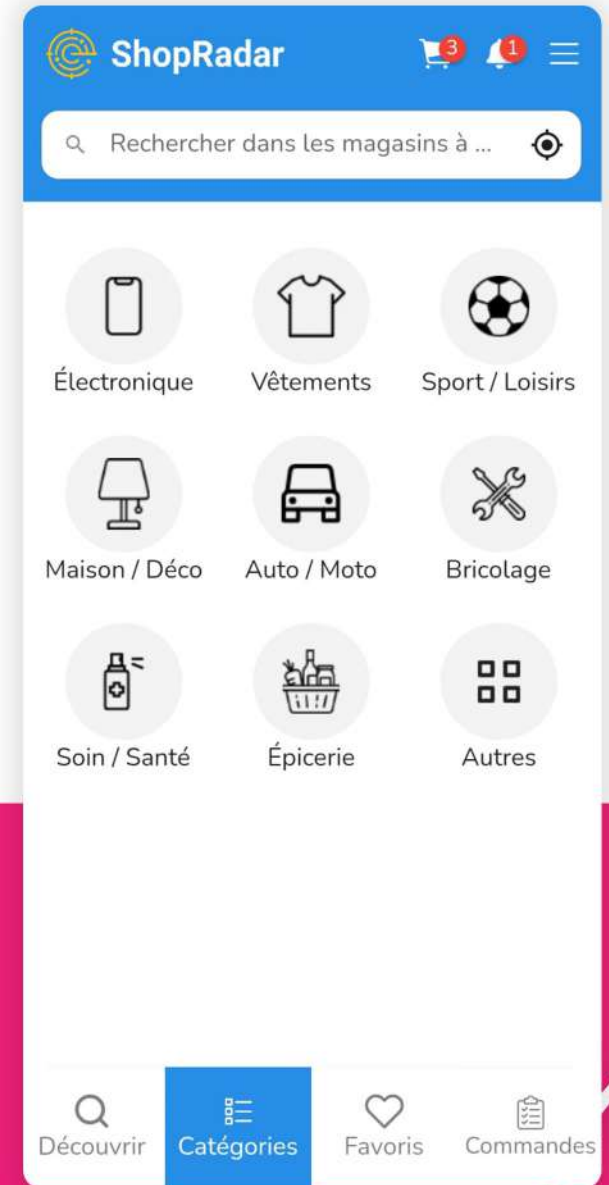 ShopRadar
3
1
Rechercher dans les magasins à ...
Électronique
Vêtements
Sport / Loisirs
Maison / Déco
Auto / Moto
Bricolage
Soin / Santé
Épicerie
Autres
Découvrir
Catégories
Favoris
Commandes